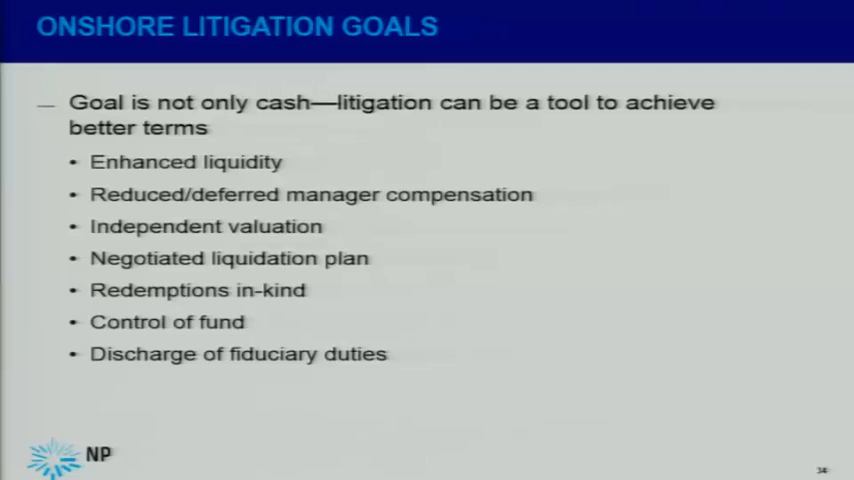 ONSHORE LITIGATION GOALS
— Goal is not only cash—litigation can be a tool to achieve
better terms
• Enhanced liquidity
• Reduced/deferred manager compensation
• Independent valuation
• Negotiated liquidation plan
• Redemptions in-kind
• Control of fund
• Discharge of fiduciary duties
NP
34